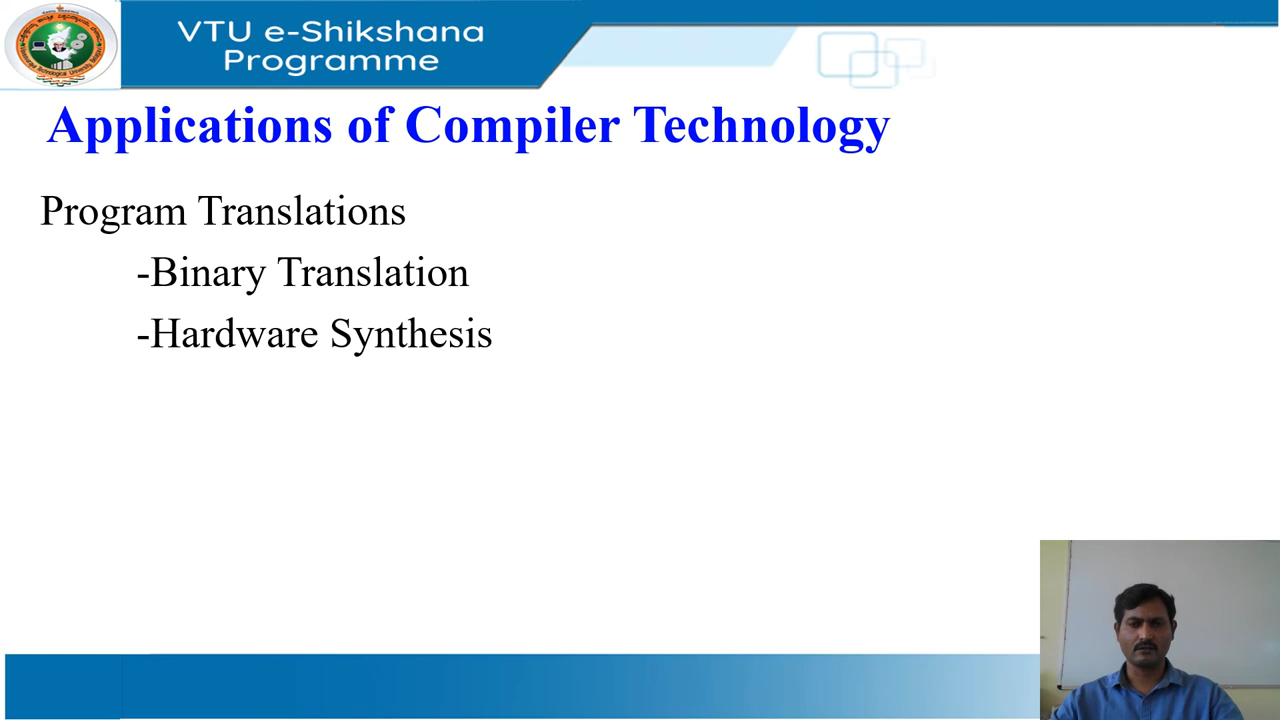 VTU e-Shikshana
Programme
Applications of Compiler Technology
Program Translations
-Binary Translation
-Hardware Synthesis